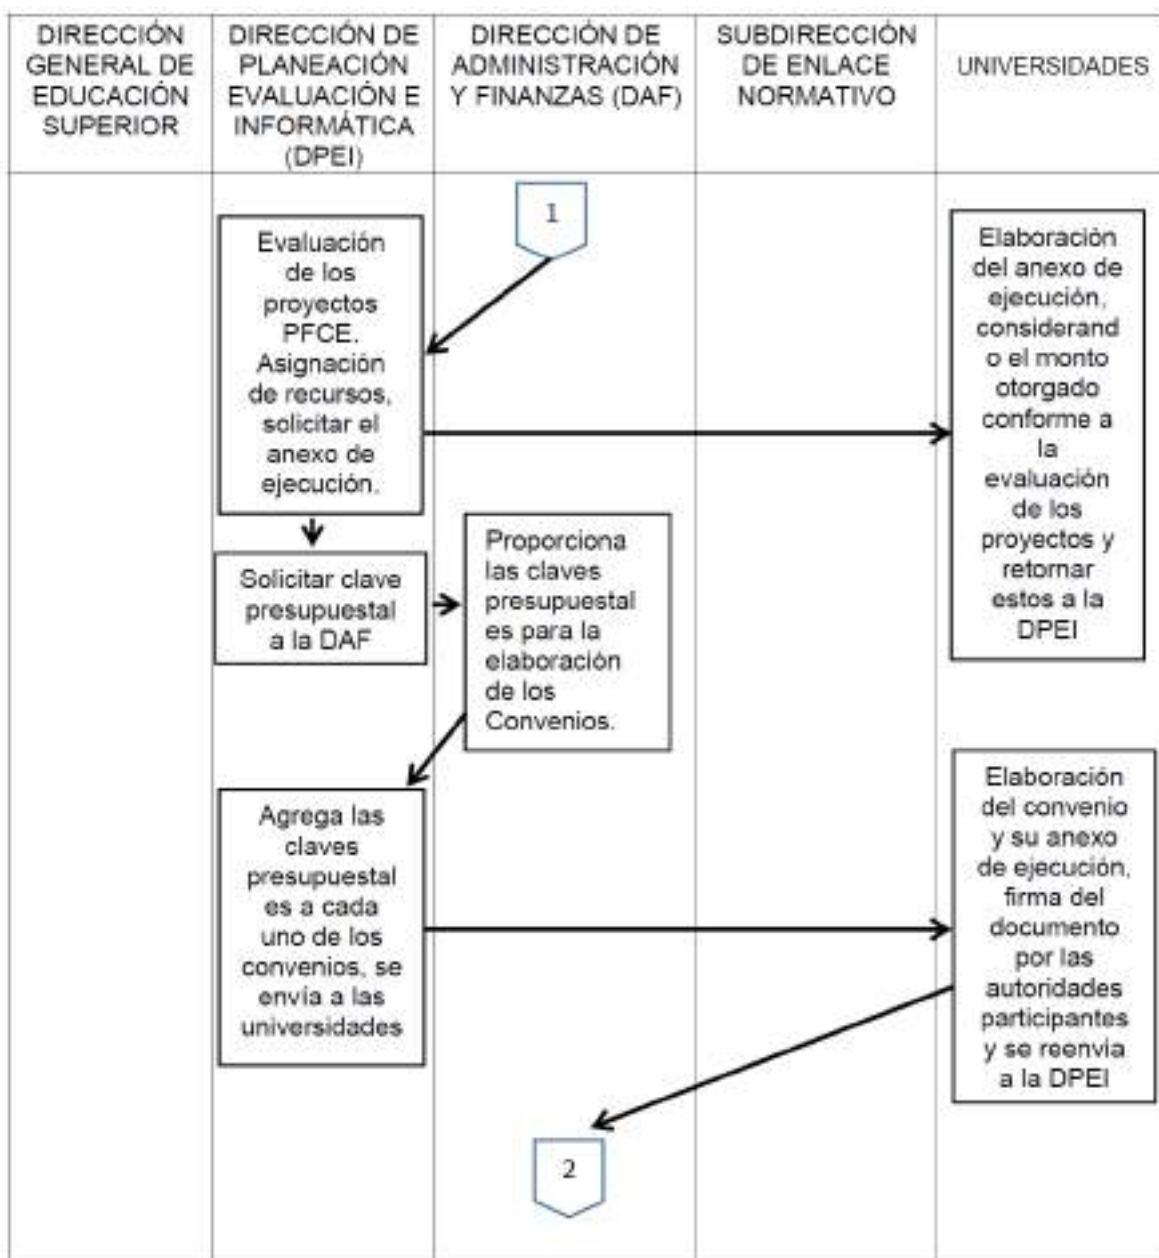 DIRECCIÓN
GENERAL DE
EDUCACIÓN
SUPERIOR
DIRECCIÓN DE
PLANEACIÓN
EVALUACIÓN E
INFORMÁTICA
(DPEI)
DIRECCIÓN DE
ADMINISTRACIÓN
Y FINANZAS (DAF)
SUBDIRECCIÓN
DE ENLACE
NORMATIVO
UNIVERSIDADES
1
Evaluación
de los
proyectos
PFCE.
Asignación
de recursos,
solicitar el
anexo de
ejecución.
Elaboración
del anexo de
ejecución,
considerand
o el monto
otorgado
conforme a
la
evaluación
de los
proyectos y
retornar
estos a la
DPEI
Solicitar clave
presupuestal
a la DAF
Proporciona
las claves
presupuestal
es para la
elaboración
de los
Convenios.
Agrega las
claves
presupuestal
es a cada
uno de los
convenios, se
envía a las
universidades
Elaboración
del convenio
y su anexo
de ejecución,
firma del
documento
por las
autoridades
participantes
y se reenvia
a la DPEI
2